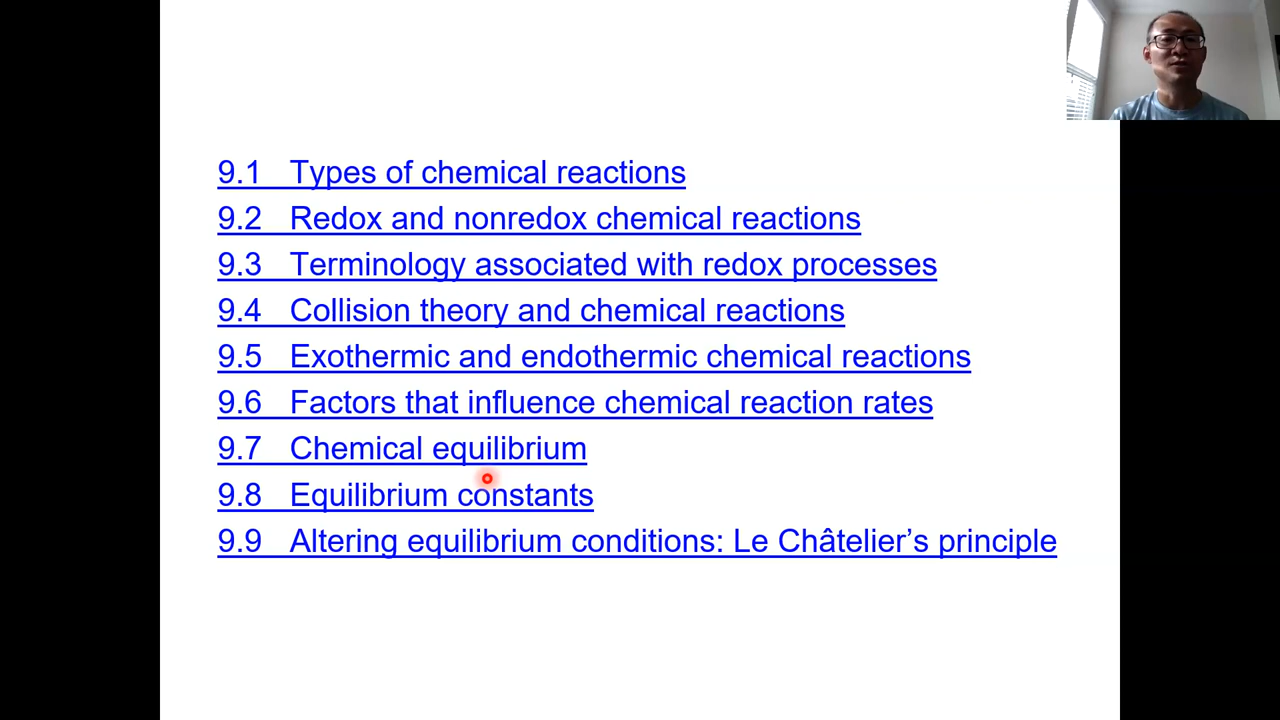 9.1 Types of chemical reactions
9.2 Redox and nonredox chemical reactions
9.3 Terminology associated with redox processes
9.4 Collision theory and chemical reactions
9.5 Exothermic and endothermic chemical reactions
9.6 Factors that influence chemical reaction rates
9.7 Chemical equilibrium
9.8 Equilibrium constants
9.9 Altering equilibrium conditions: Le Châtelier’s principle